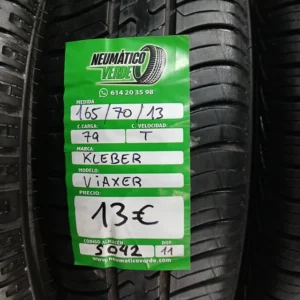 NEUMÁTICO
VERDE
614 20 35 98
MEDIDA
165/70/13
C. CARGA C. VELOCIDAD
79 T
MARCA:
KLEBER
MODELO:
ViAXER
PRECIO:
13€
CODIGO ALMACEN DOT:
5042 11
www.neumaticoverde.com